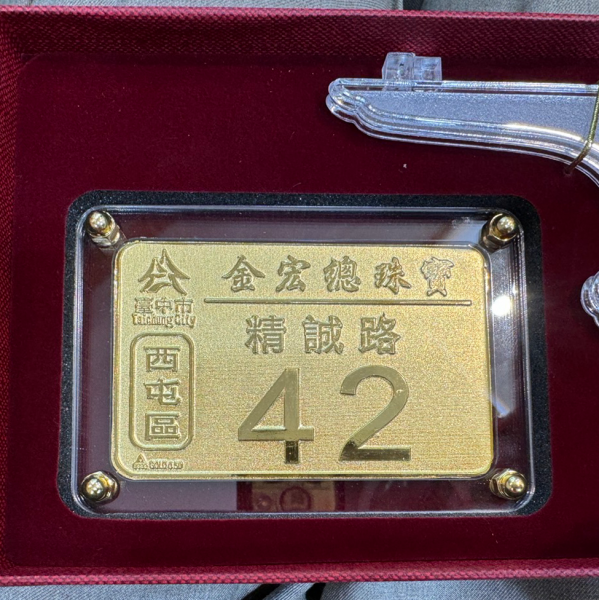 金宏總珠寶
臺中市
Taichung City
精誠路
西屯區
42